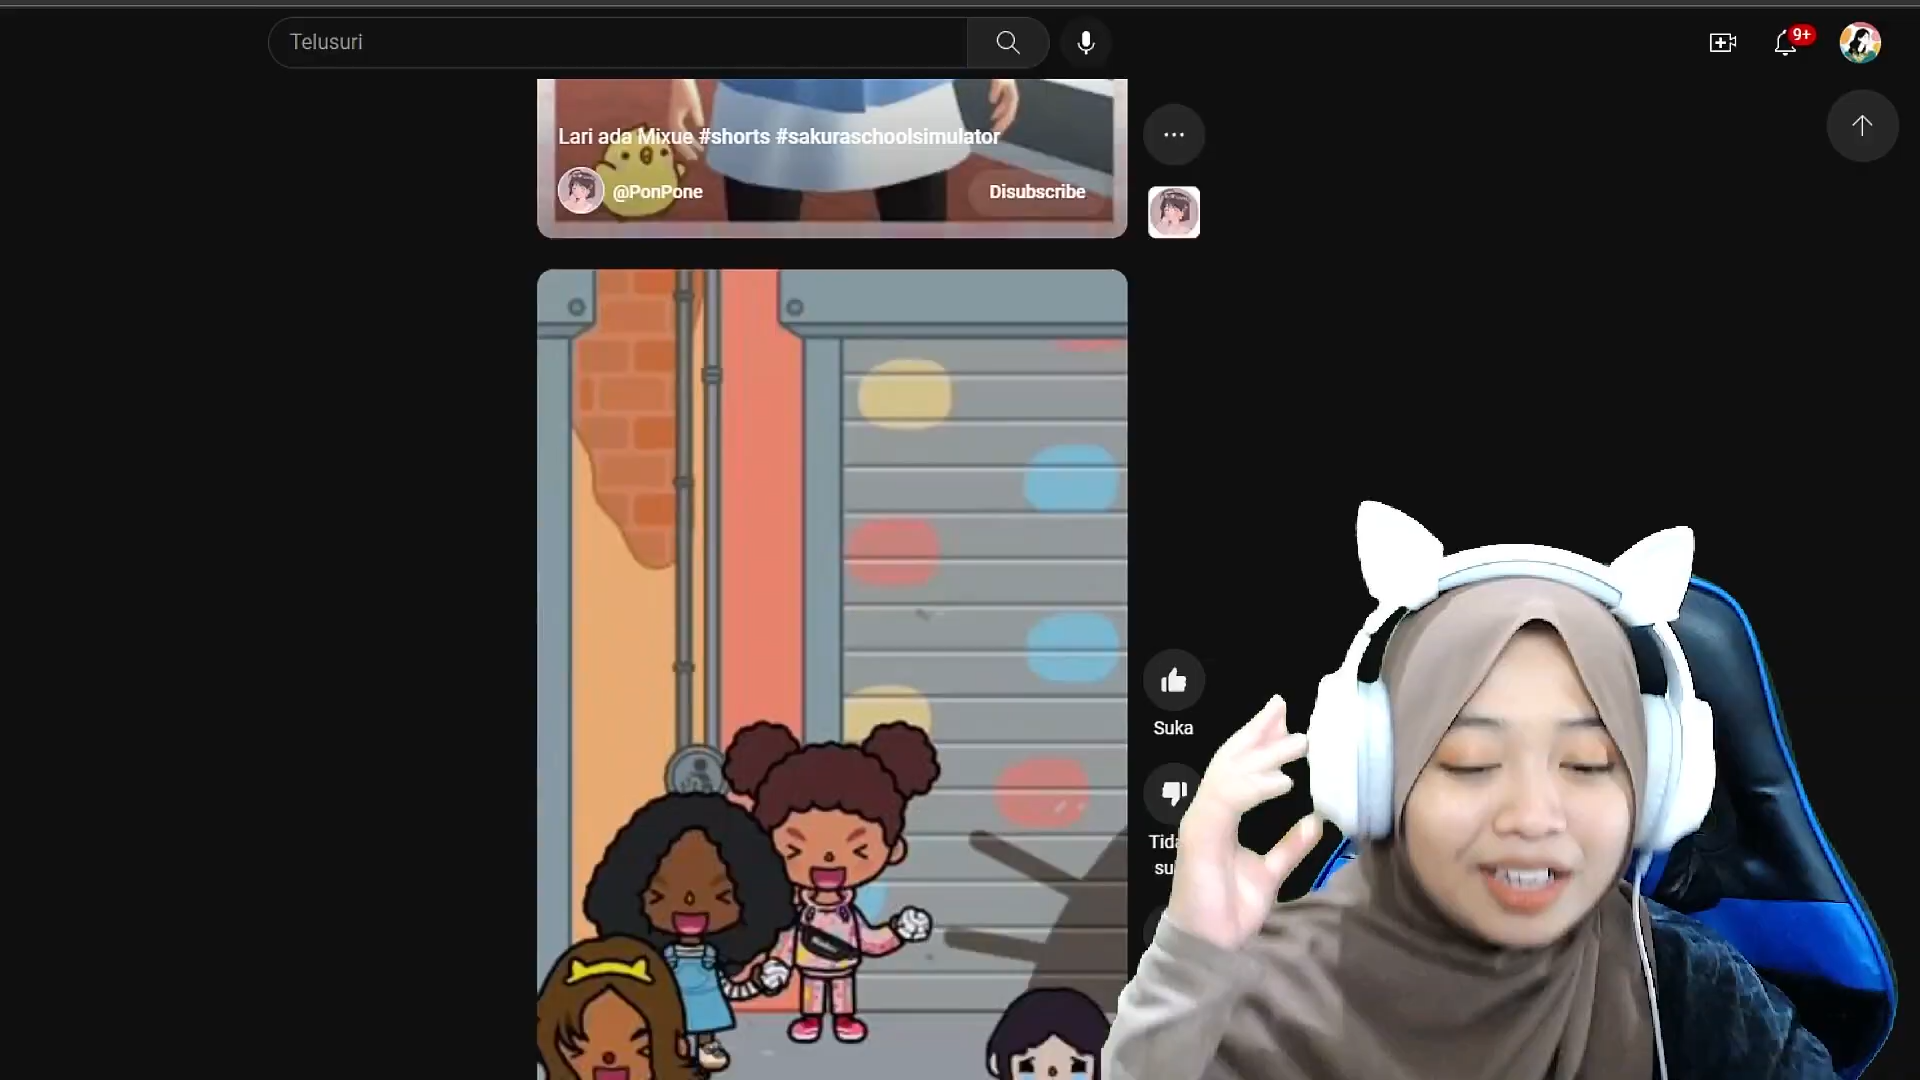 Telusuri
9+
Lari ada Mixue #shorts #sakuraschoolsimulator
@PonPone
Disubscribe
Suka